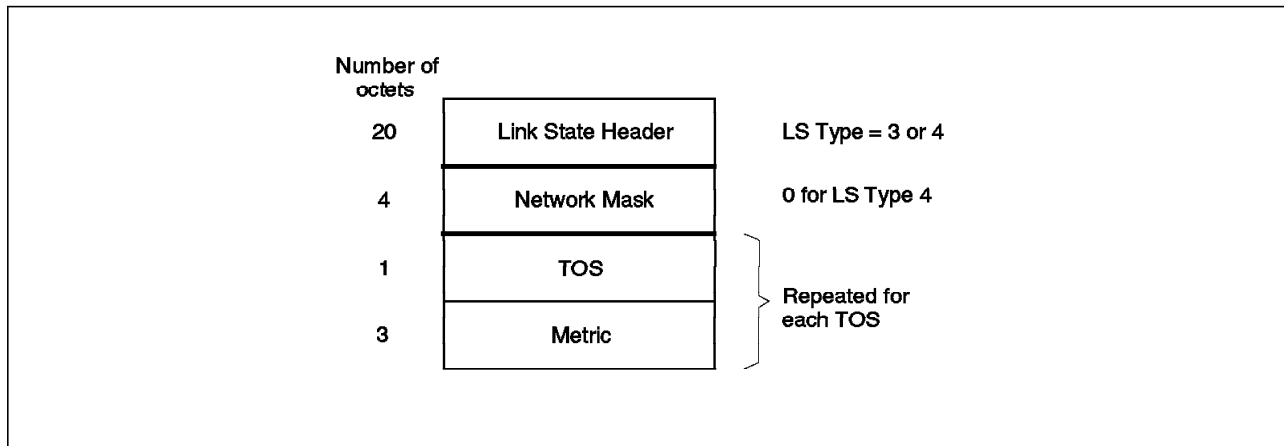 Number of
octets
20 Link State Header LS Type = 3 or 4
4 Network Mask 0 for LS Type 4
1 TOS
Repeated for
each TOS
3 Metric